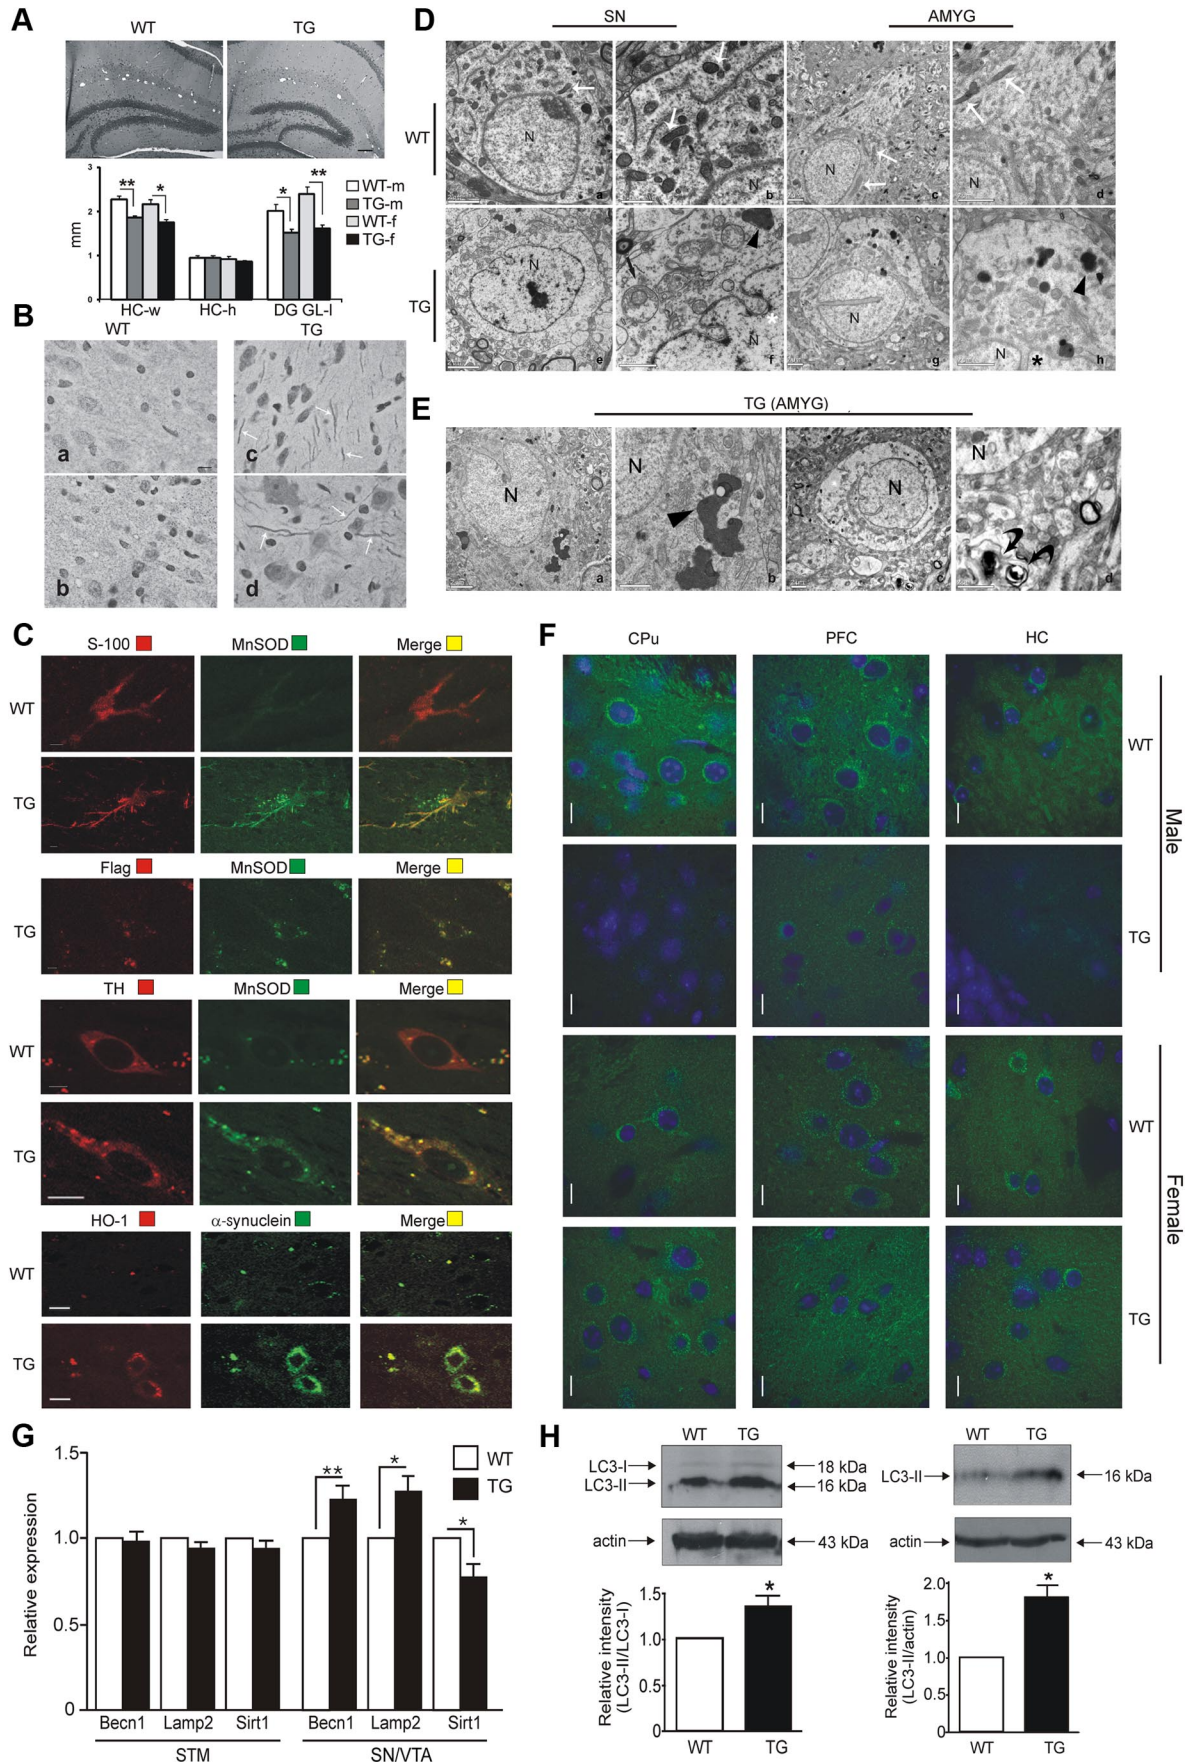 A
WT TG
3
2
1
0
mm
** * * **
WT-m
TG-m
WT-f
TG-f
HC-w HC-h DG GL-l
B
WT TG
a c
b d
C
S-100 MnSOD Merge
WT
TG
Flag MnSOD Merge
TG
TH MnSOD Merge
WT
TG
HO-1 α-synuclein Merge
WT
TG
D
SN AMYG
WT
N N N N
a b c d
TG
N N N N
* *
e f g h
E
TG (AMYG)
N N N N
a b c d
F
CPu PFC HC
WT
TG
Male
WT
TG
Female
G
Relative expression
1.5
1.0
0.5
0
WT
TG
** * *
Becn1 Lamp2 Sirt1 Becn1 Lamp2 Sirt1
STM SN/VTA
H
WT TG
LC3-I 18 kDa
LC3-II 16 kDa
actin 43 kDa
Relative intensity
(LC3-II/LC3-I)
1.5
1.0
0.5
0
*
WT TG
WT TG
LC3-II 16 kDa
actin 43 kDa
Relative intensity
(LC3-II/actin)
2.0
1.5
1.0
0.5
0
*
WT TG